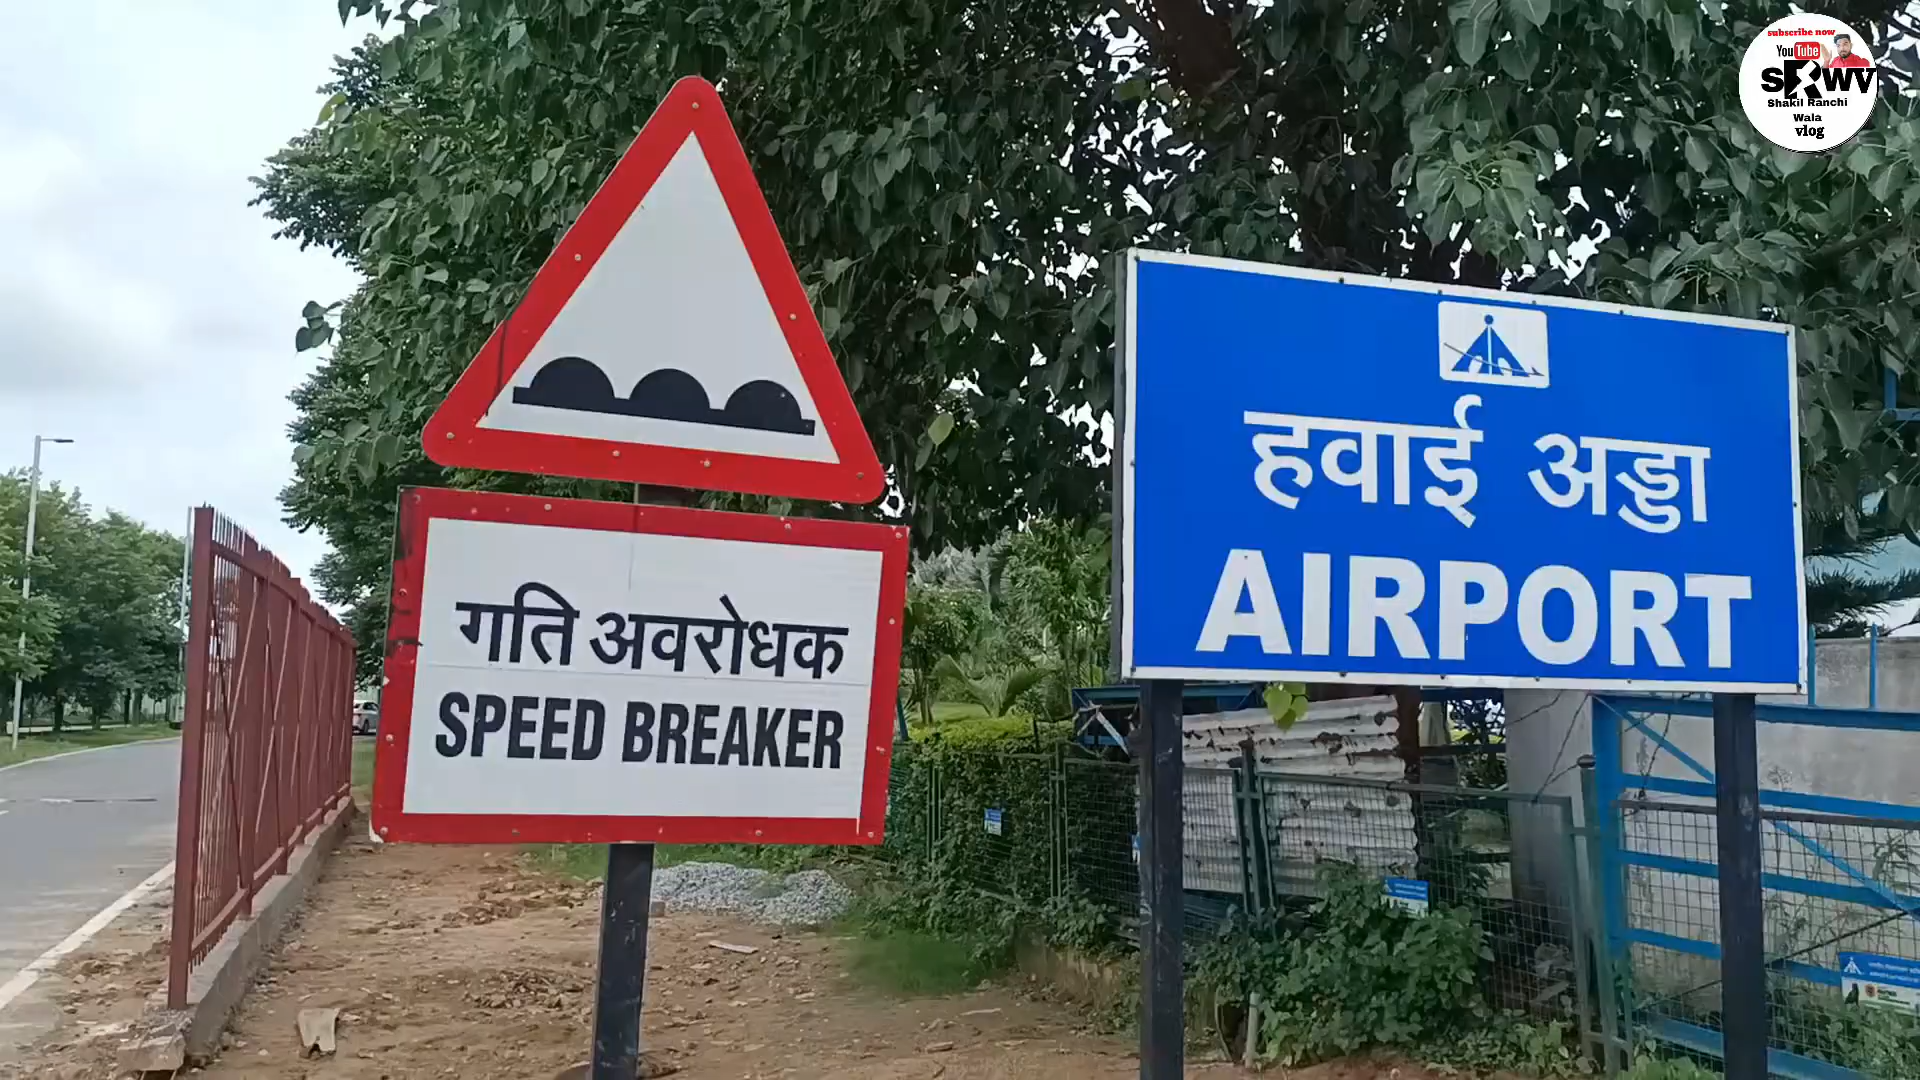 गति अवरोधक
SPEED BREAKER
हवाई अड्डा
AIRPORT
subscribe now
YouTube
SRWV
Shakil Ranchi
Wala
vlog